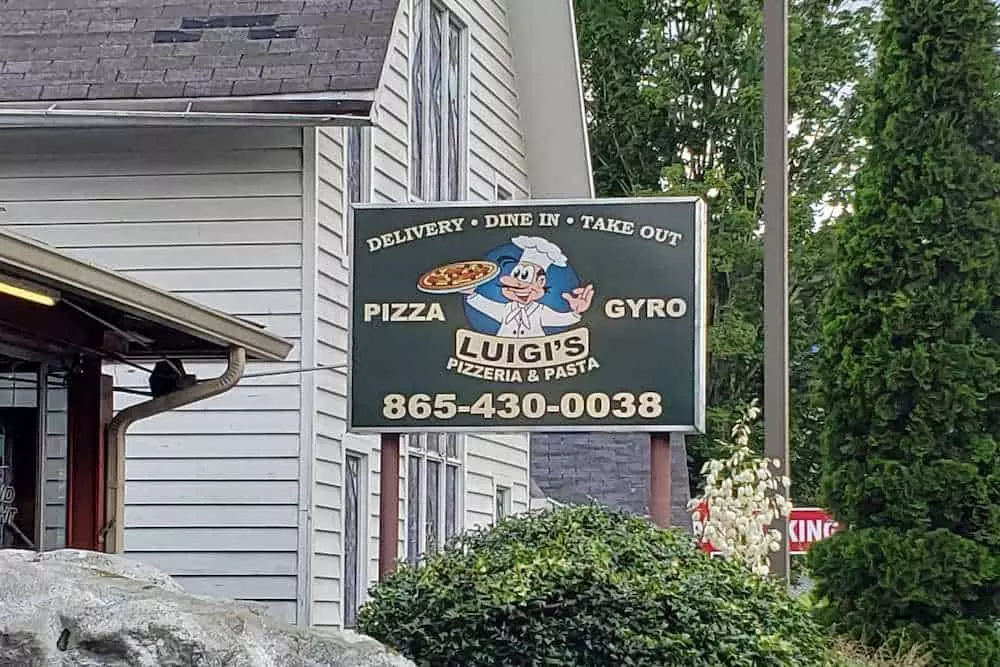 DELIVERY • DINE IN • TAKE OUT
PIZZA
GYRO
LUIGI'S
PIZZERIA & PASTA
865-430-0038
KING